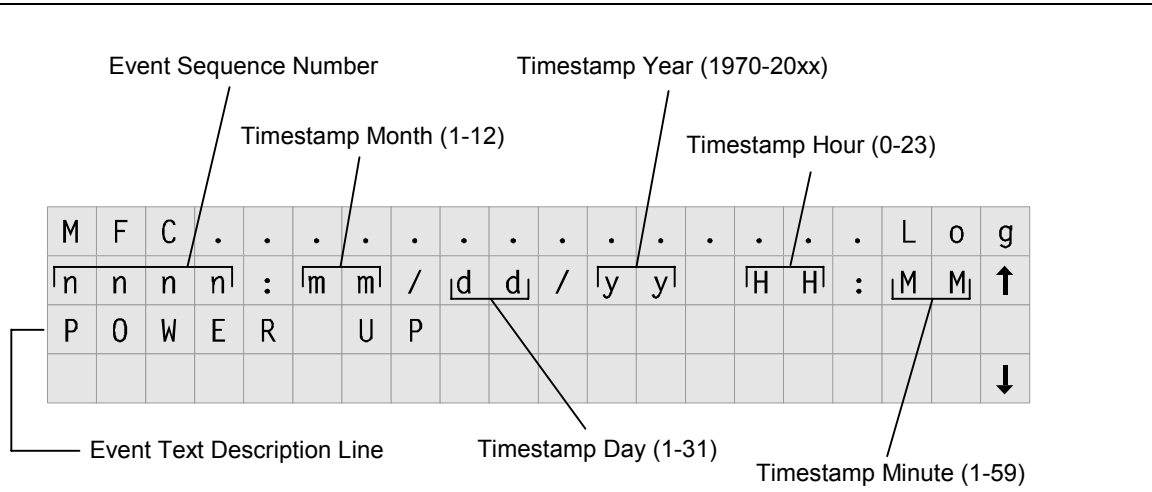 Event Sequence Number
Timestamp Year (1970-20xx)
Timestamp Month (1-12)
Timestamp Hour (0-23)
MFC..............Log
nnnn:mm/dd/yy HH:MM↑
POWER UP
↓
Event Text Description Line
Timestamp Day (1-31)
Timestamp Minute (1-59)